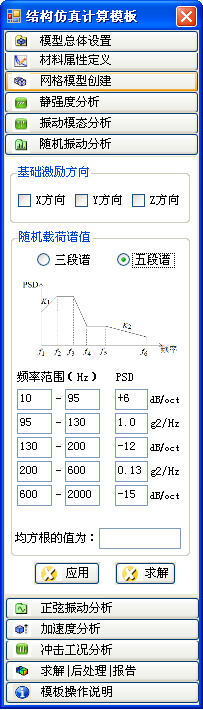 结构仿真计算模板
模型总体设置
材料属性定义
网格模型创建
静强度分析
振动模态分析
随机振动分析
基础激励方向
X方向 Y方向 Z方向
随机载荷谱值
三段谱 五段谱
PSD
K1
K2
f1 f2 f3 f4 f5 f6 频率
频率范围(Hz) PSD
10 - 95 +6 dB/oct
95 - 130 1.0 g2/Hz
130 - 200 -12 dB/oct
200 - 600 0.13 g2/Hz
600 - 2000 -15 dB/oct
均方根的值为:
应用 求解
正弦振动分析
加速度分析
冲击工况分析
求解|后处理|报告
模板操作说明